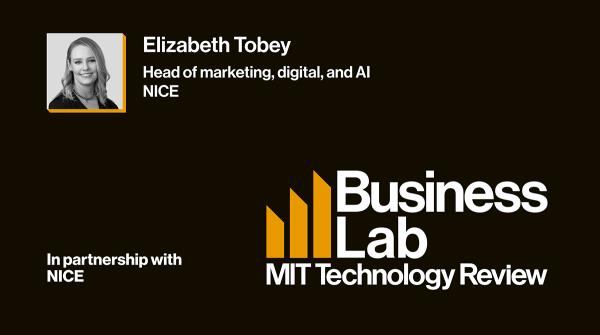 Elizabeth Tobey
Head of marketing, digital, and AI
NICE
Business
Lab
MIT Technology Review
In partnership with
NICE